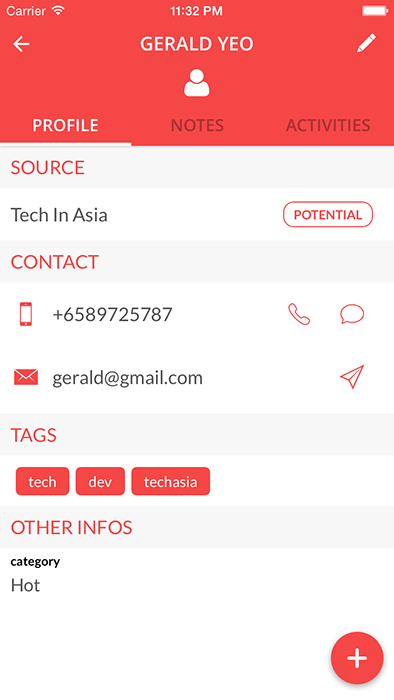 Carrier 11:32 PM
GERALD YEO
PROFILE NOTES ACTIVITIES
SOURCE
Tech In Asia POTENTIAL
CONTACT
+6589725787
gerald@gmail.com
TAGS
tech dev techasia
OTHER INFOS
category
Hot